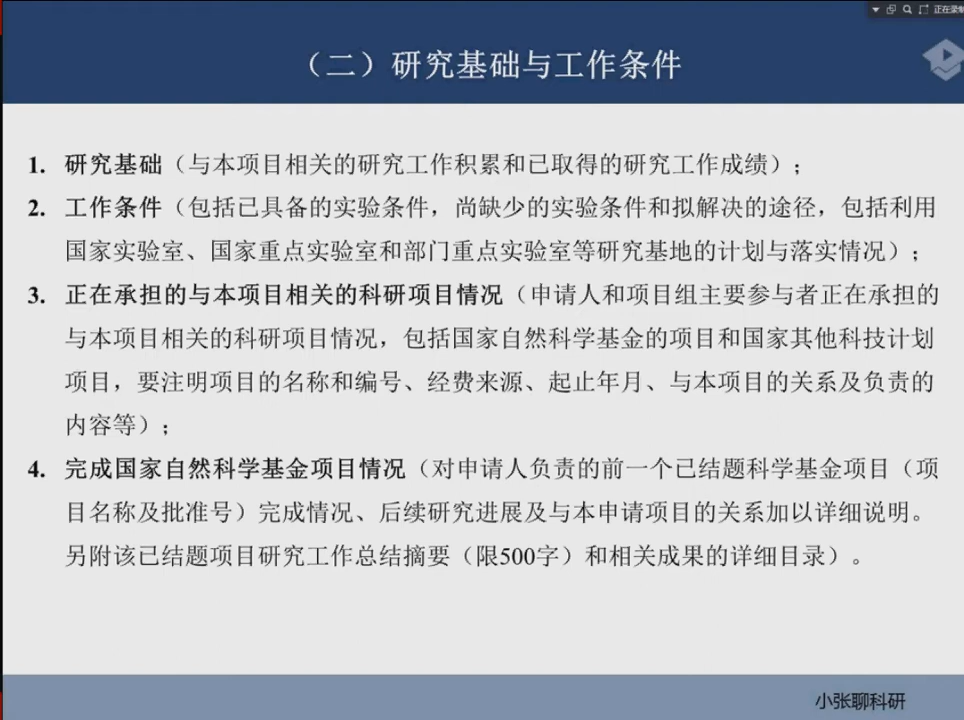 正在录制
（二）研究基础与工作条件
1. 研究基础（与本项目相关的研究工作积累和已取得的研究工作成绩）；
2. 工作条件（包括已具备的实验条件，尚缺少的实验条件和拟解决的途径，包括利用
国家实验室、国家重点实验室和部门重点实验室等研究基地的计划与落实情况）；
3. 正在承担的与本项目相关的科研项目情况（申请人和项目组主要参与者正在承担的
与本项目相关的科研项目情况，包括国家自然科学基金的项目和国家其他科技计划
项目，要注明项目的名称和编号、经费来源、起止年月、与本项目的关系及负责的
内容等）；
4. 完成国家自然科学基金项目情况（对申请人负责的前一个已结题科学基金项目（项
目名称及批准号）完成情况、后续研究进展及与本申请项目的关系加以详细说明。
另附该已结题项目研究工作总结摘要（限500字）和相关成果的详细目录）。
小张聊科研